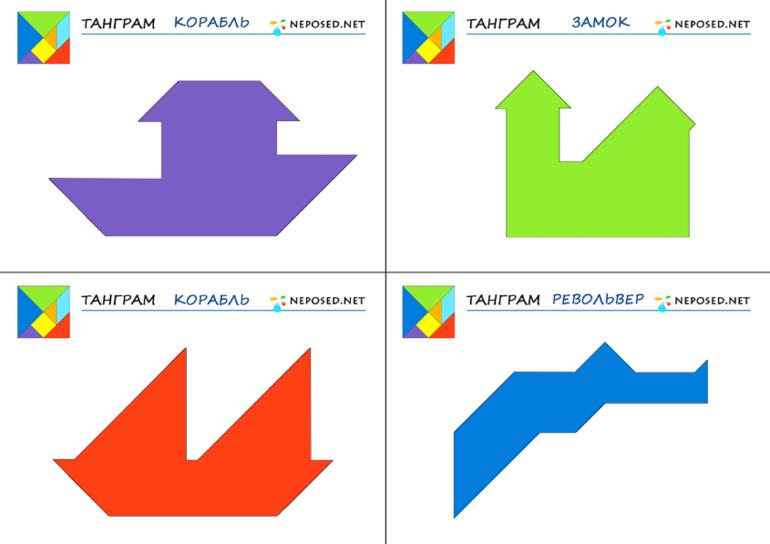 ТАНГРАМ КОРАБЛЬ NEPOSED.NET
ТАНГРАМ ЗАМОК NEPOSED.NET
ТАНГРАМ КОРАБЛЬ NEPOSED.NET
ТАНГРАМ РЕВОЛЬВЕР NEPOSED.NET